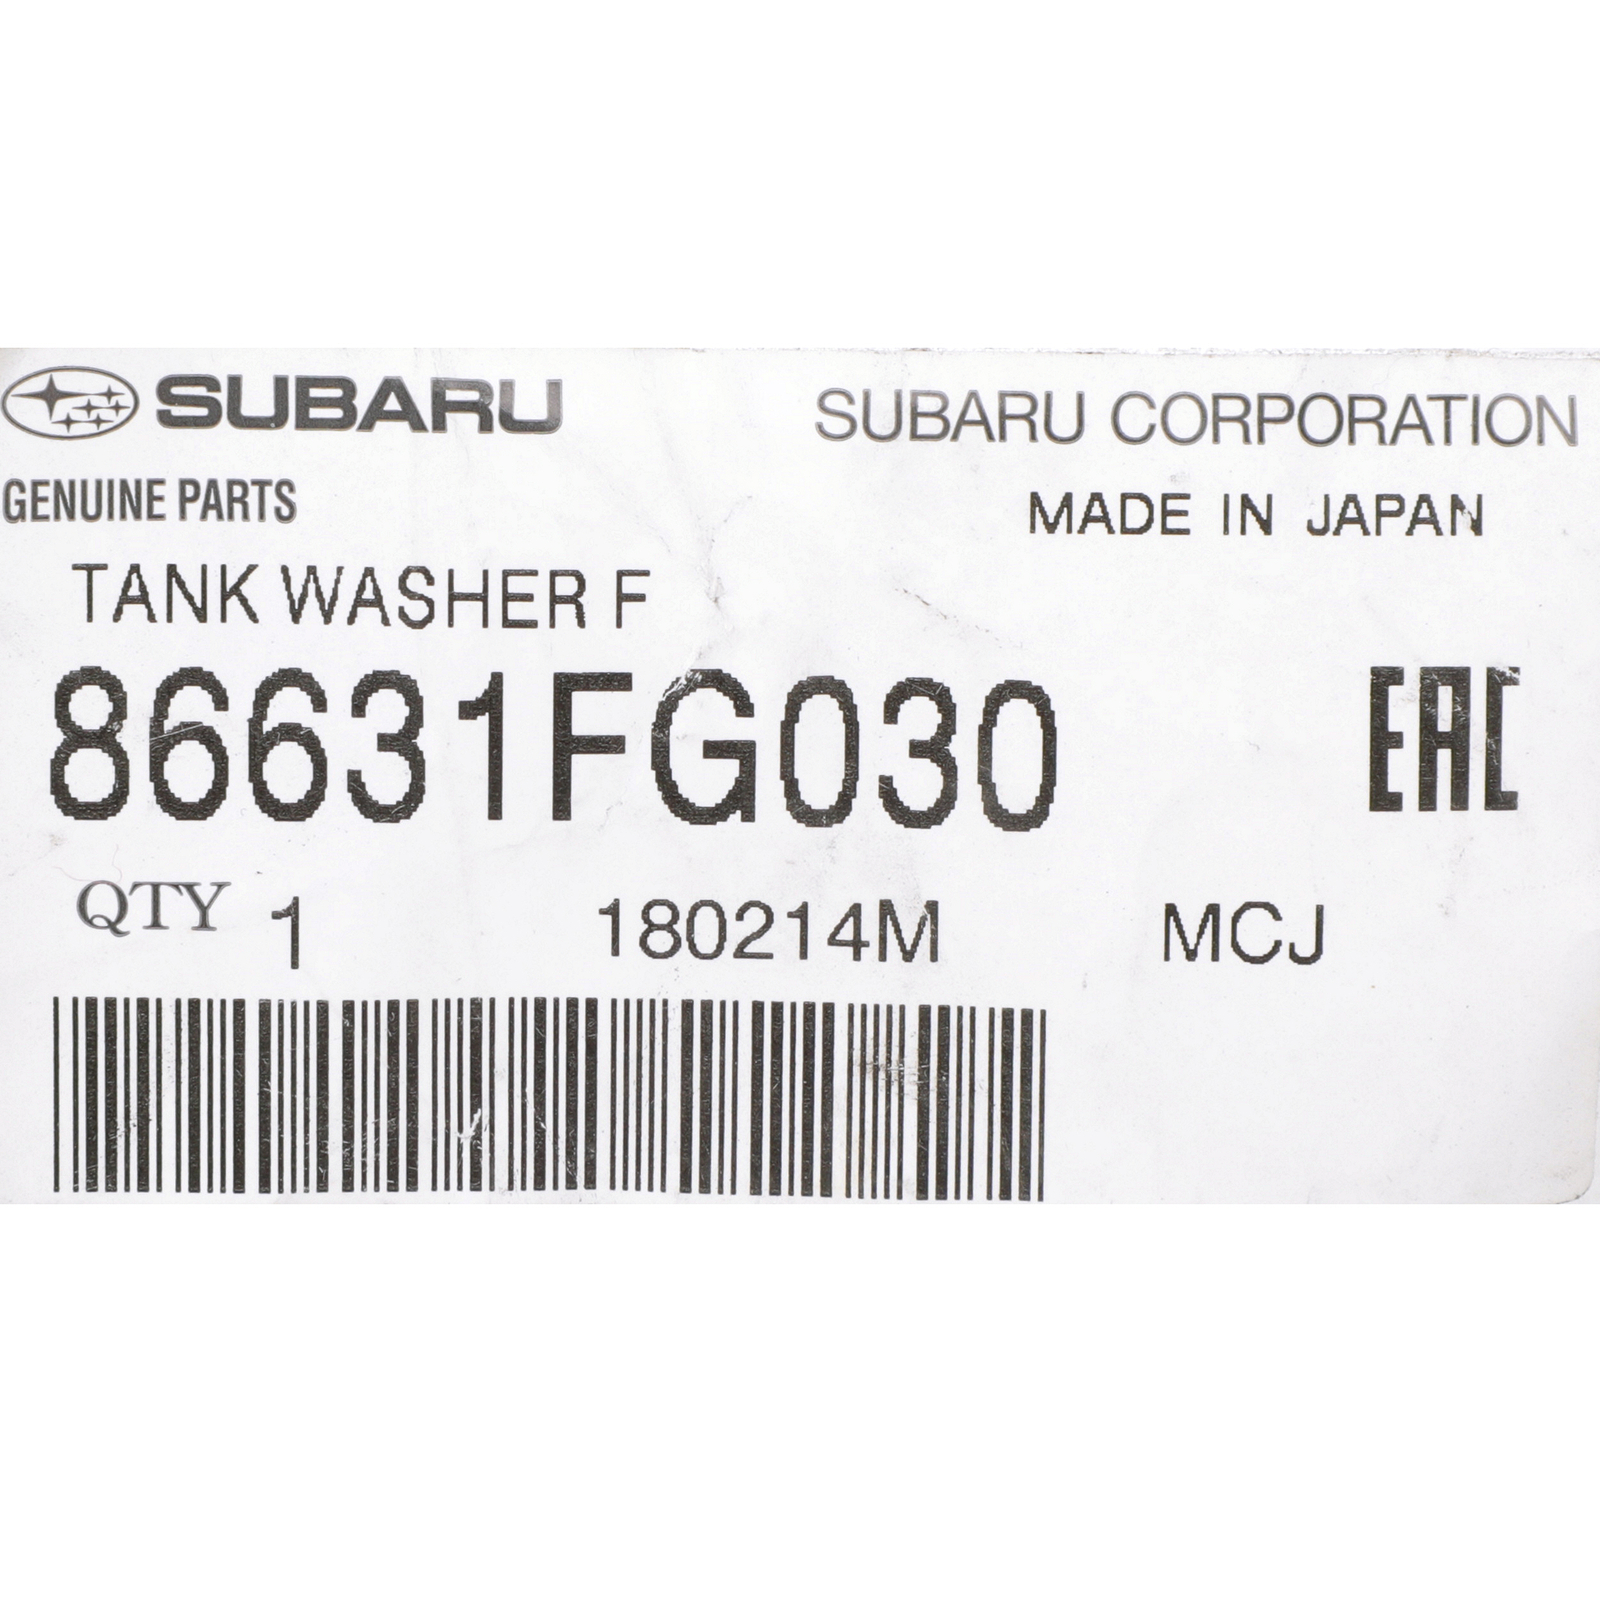 SUBARU
SUBARU CORPORATION
GENUINE PARTS
MADE IN JAPAN
TANK WASHER F
86631FG030
EAC
QTY 1 180214M MCJ